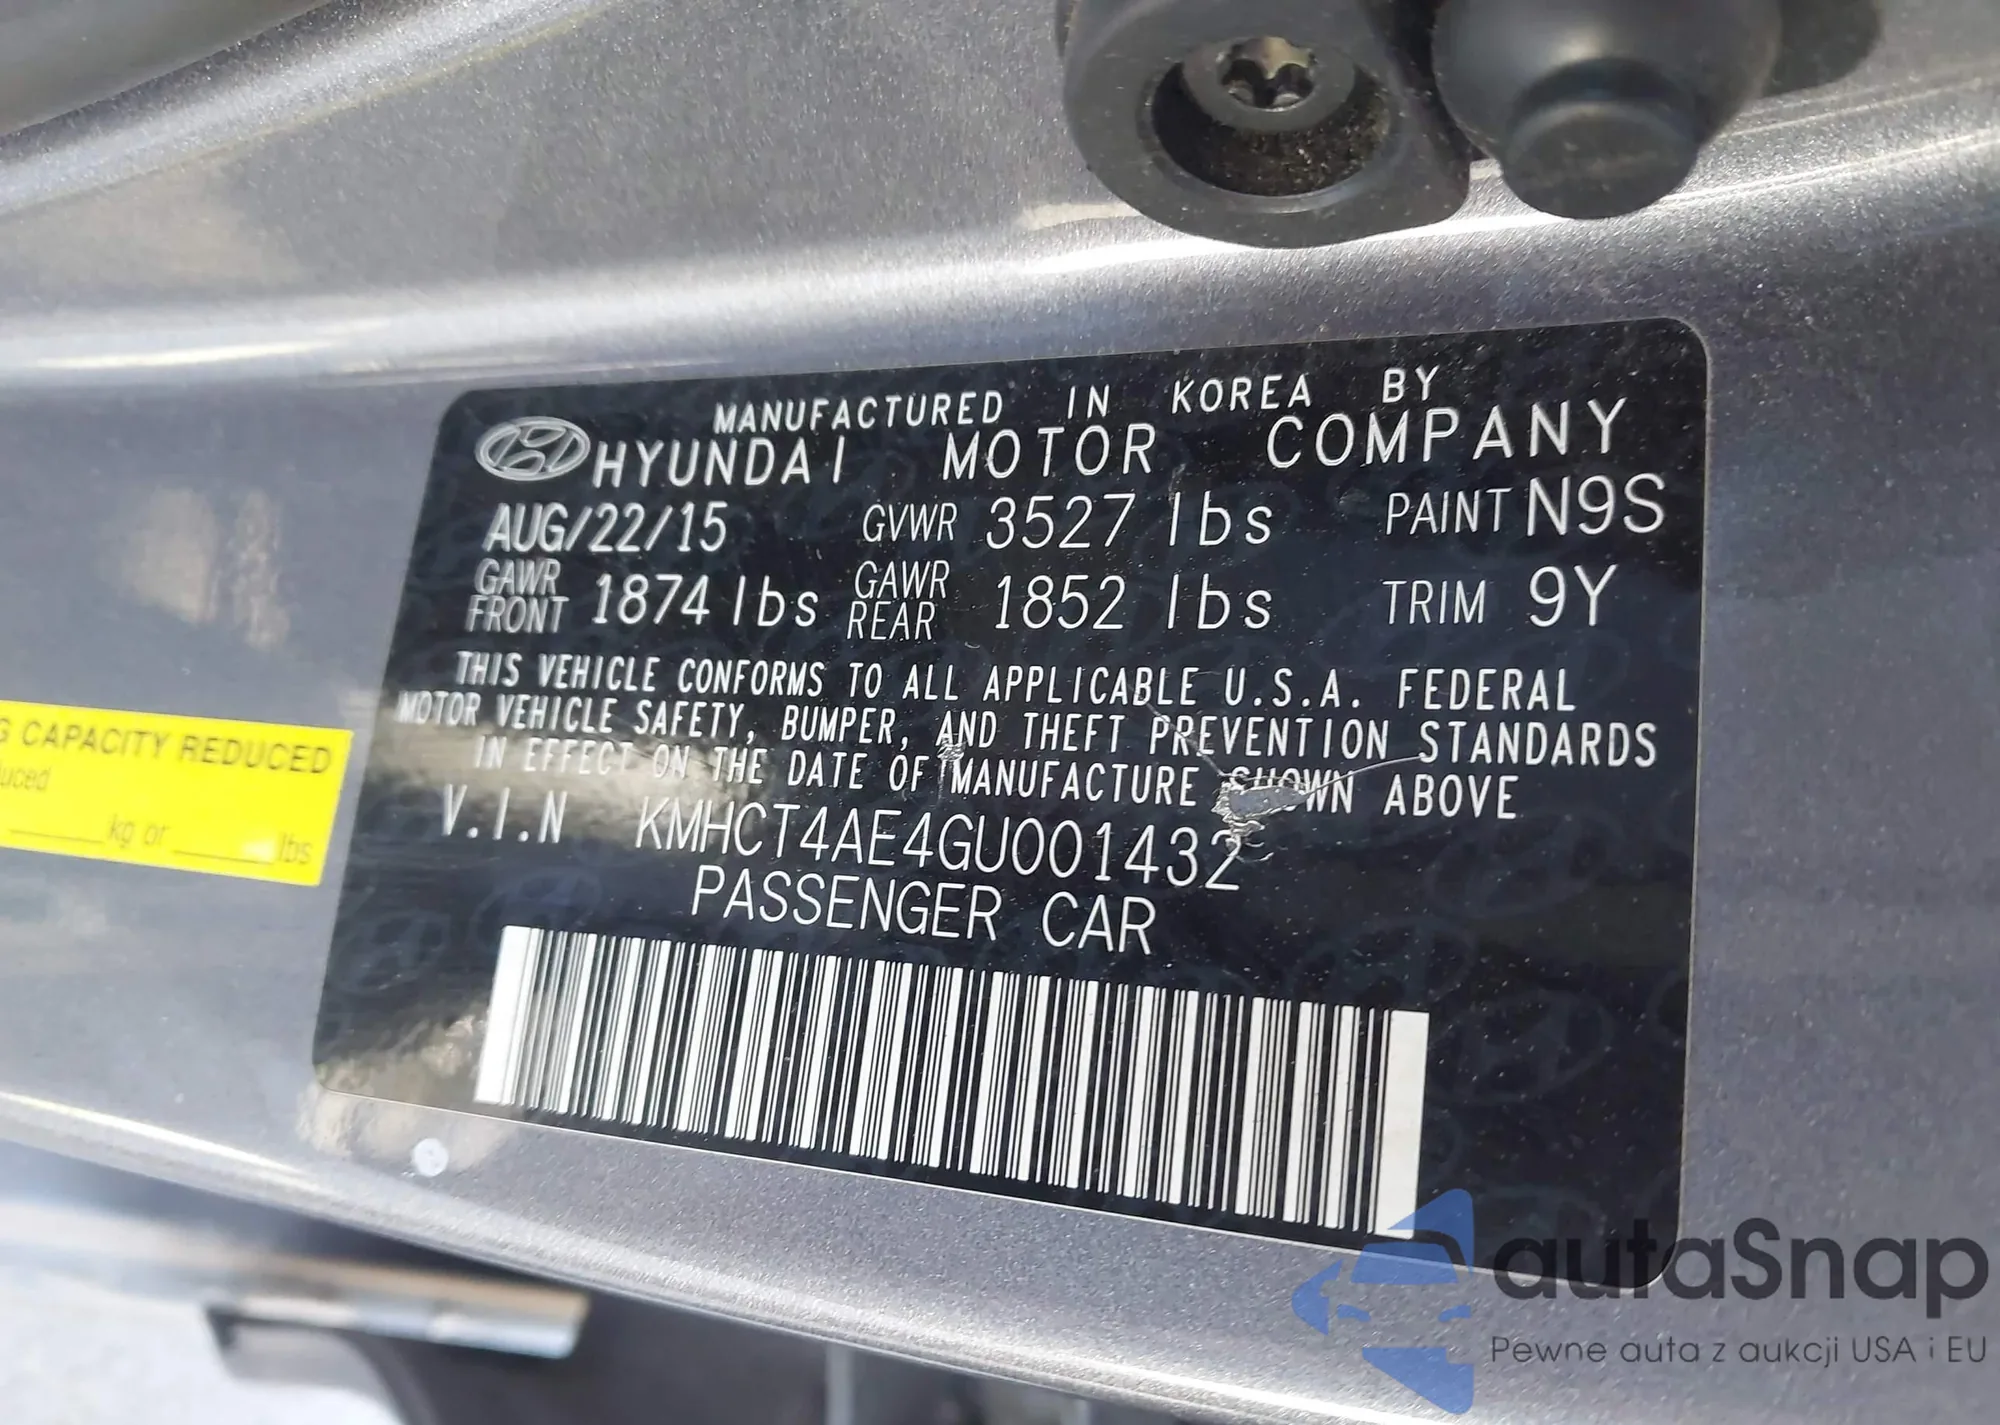 MANUFACTURED IN KOREA BY
HYUNDAI MOTOR COMPANY
AUG/22/15 GVWR 3527 lbs PAINT N9S
GAWR FRONT 1874 lbs GAWR REAR 1852 lbs TRIM 9Y
THIS VEHICLE CONFORMS TO ALL APPLICABLE U.S.A. FEDERAL
MOTOR VEHICLE SAFETY, BUMPER, AND THEFT PREVENTION STANDARDS
IN EFFECT ON THE DATE OF MANUFACTURE SHOWN ABOVE
V.I.N KMHCT4AE4GU001432
PASSENGER CAR
G CAPACITY REDUCED
uced
____kg or ____lbs
autaSnap
Pewne auta z aukcji USA i EU